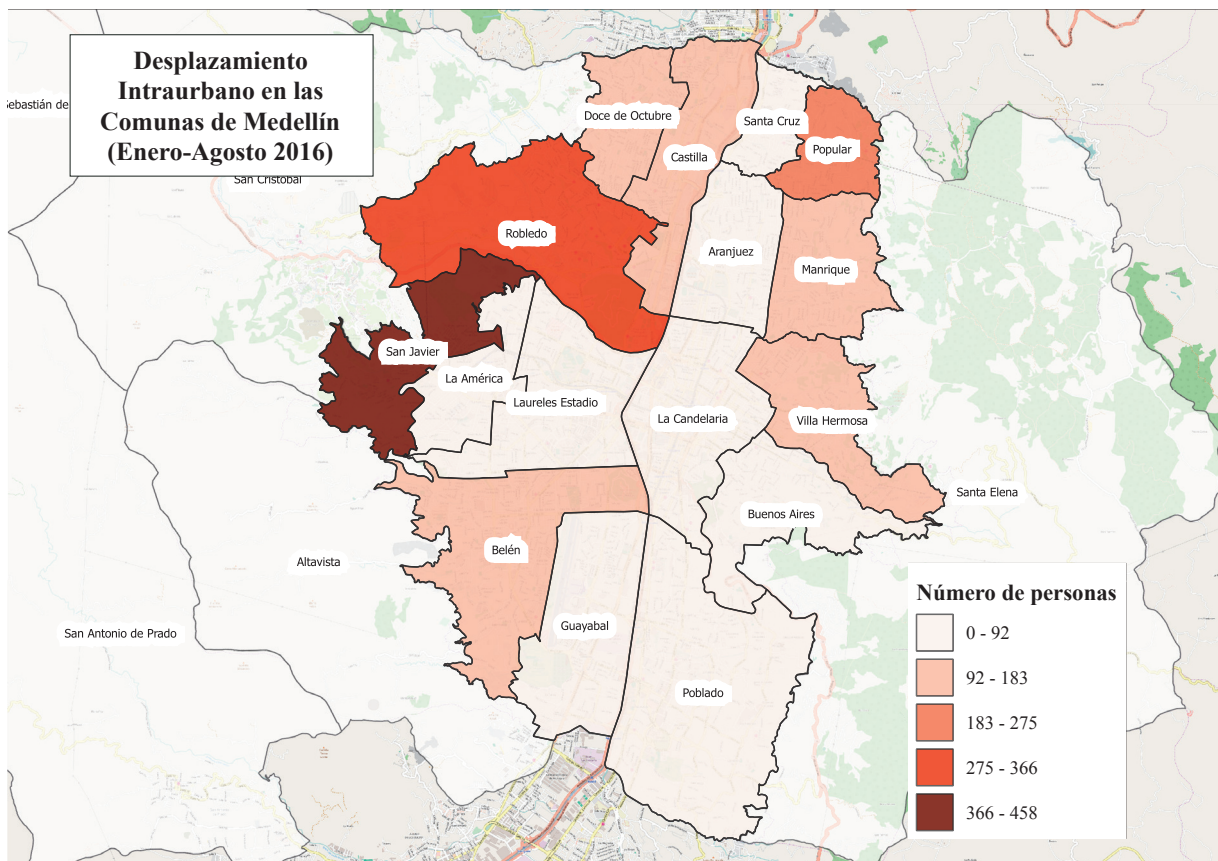 Desplazamiento
Intraurbano en las
Comunas de Medellín
(Enero-Agosto 2016)
Sebastián de
San Cristóbal
Doce de Octubre
Santa Cruz
Castilla
Popular
Robledo
Aranjuez
Manrique
San Javier
La América
Laureles Estadio
La Candelaria
Villa Hermosa
Santa Elena
Buenos Aires
Belén
Altavista
Guayabal
San Antonio de Prado
Poblado
Número de personas
0 - 92
92 - 183
183 - 275
275 - 366
366 - 458